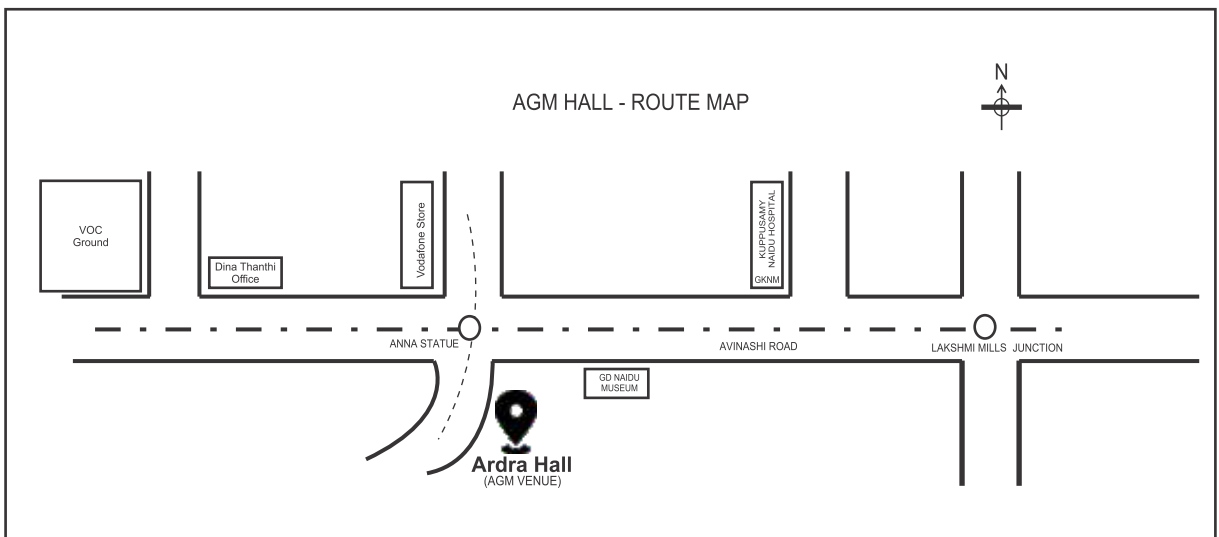 N
AGM HALL - ROUTE MAP
VOC
Ground
Dina Thanthi
Office
Vodafone Store
KUPPUSAMY
NAIDU HOSPITAL
GKNM
ANNA STATUE
AVINASHI ROAD
LAKSHMI MILLS JUNCTION
GD NAIDU
MUSEUM
Ardra Hall
(AGM VENUE)